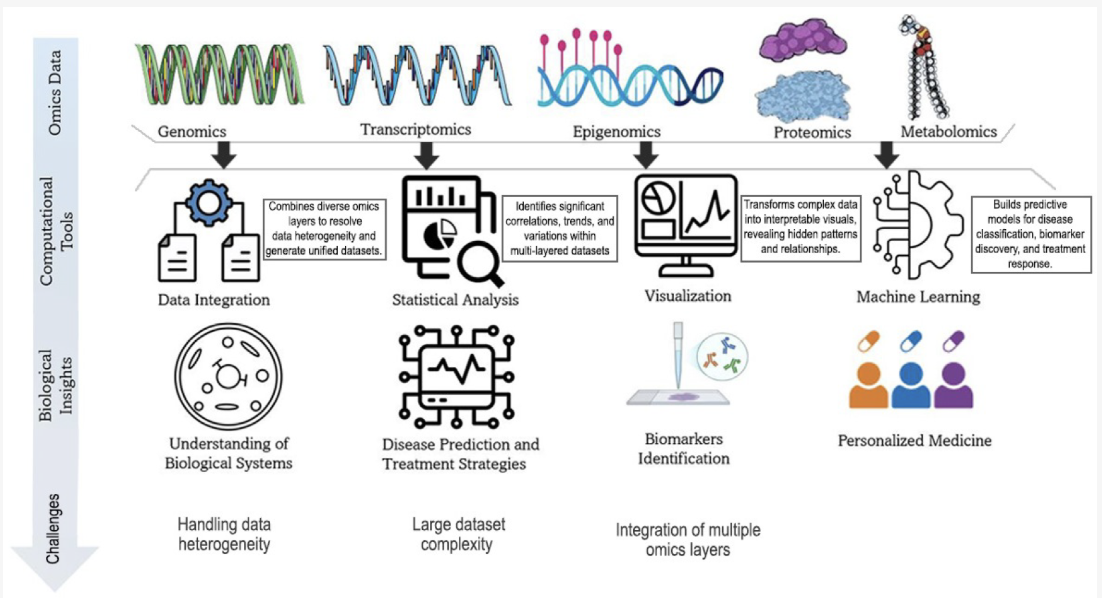 Omics Data
Genomics
Transcriptomics
Epigenomics
Proteomics
Metabolomics
Computational
Tools
Combines diverse omics
layers to resolve
data heterogeneity and
generate unified datasets.
Data Integration
Identifies significant
correlations, trends, and
variations within
multi-layered datasets
Statistical Analysis
Transforms complex data
into interpretable visuals,
revealing hidden patterns
and relationships.
Visualization
Builds predictive
models for disease
classification, biomarker
discovery, and treatment
response.
Machine Learning
Biological
Insights
Understanding of
Biological Systems
Disease Prediction and
Treatment Strategies
Biomarkers
Identification
Personalized Medicine
Challenges
Handling data
heterogeneity
Large dataset
complexity
Integration of multiple
omics layers